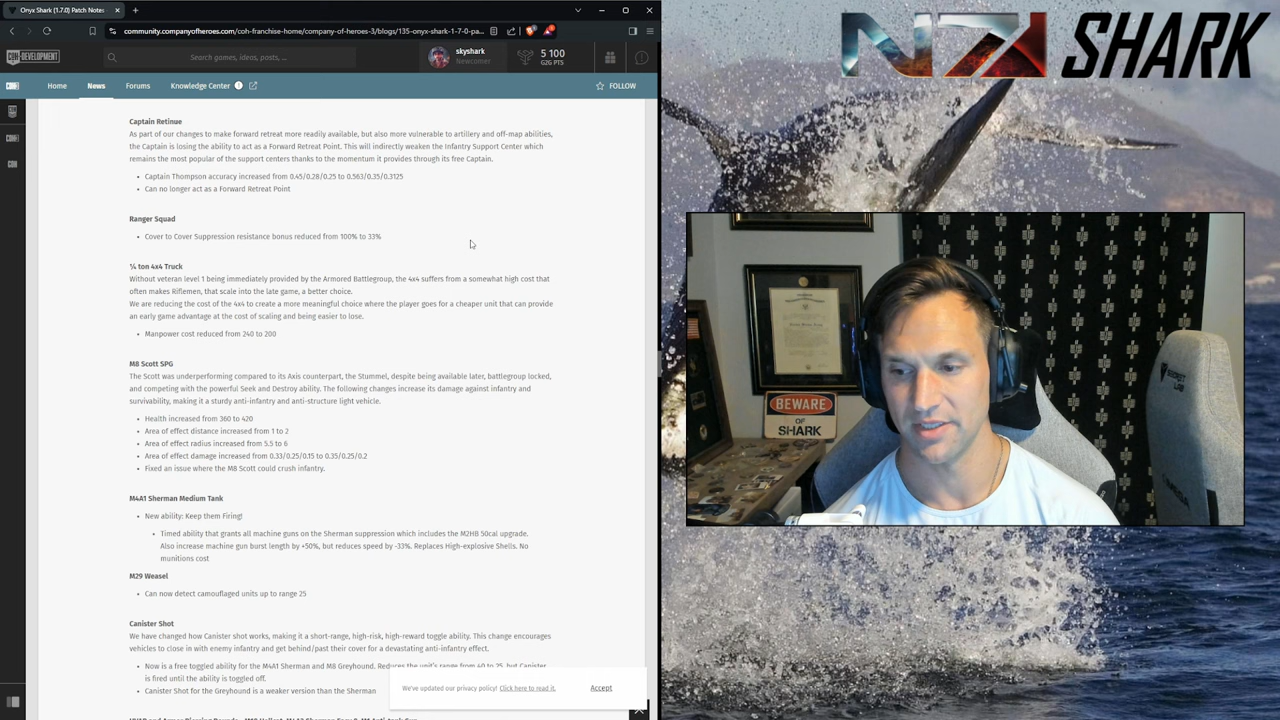 Onyx Shark (1.7.0) Patch Notes
community.companyofheroes.com/coh-franchise-home/company-of-heroes-3/blogs/135-onyx-shark-1-7-0-pa...
COH-DEVELOPMENT
Search games, ideas, posts, ...
skyshark
Newcomer
5 100
G2G PTS
Home
News
Forums
Knowledge Center
FOLLOW
Captain Retinue
As part of our changes to make forward retreat more readily available, but also more vulnerable to artillery and off-map abilities,
the Captain is losing the ability to act as a Forward Retreat Point. This will indirectly weaken the Infantry Support Center which
remains the most popular of the support centers thanks to the momentum it provides through its free Captain.
• Captain Thompson accuracy increased from 0.45/0.28/0.25 to 0.563/0.35/0.3125
• Can no longer act as a Forward Retreat Point
Ranger Squad
• Cover to Cover Suppression resistance bonus reduced from 100% to 33%
¼ ton 4x4 Truck
Without veteran level 1 being immediately provided by the Armored Battlegroup, the 4x4 suffers from a somewhat high cost that
often makes Riflemen, that scale into the late game, a better choice.
We are reducing the cost of the 4x4 to create a more meaningful choice where the player goes for a cheaper unit that can provide
an early game advantage at the cost of scaling and being easier to lose.
• Manpower cost reduced from 240 to 200
M8 Scott SPG
The Scott was underperforming compared to its Axis counterpart, the Stummel, despite being available later, battlegroup locked,
and competing with the powerful Seek and Destroy ability. The following changes increase its damage against infantry and
survivability, making it a sturdy anti-infantry and anti-structure light vehicle.
• Health increased from 360 to 420
• Area of effect distance increased from 1 to 2
• Area of effect radius increased from 5.5 to 6
• Area of effect damage increased from 0.33/0.25/0.15 to 0.35/0.25/0.2
• Fixed an issue where the M8 Scott could crush infantry.
M4A1 Sherman Medium Tank
• New ability: Keep them Firing!
• Timed ability that grants all machine guns on the Sherman suppression which includes the M2HB 50cal upgrade.
Also increase machine gun burst length by +50%, but reduces speed by -33%. Replaces High-explosive Shells. No
munitions cost
M29 Weasel
• Can now detect camouflaged units up to range 25
Canister Shot
We have changed how Canister shot works, making it a short-range, high-risk, high-reward toggle ability. This change encourages
vehicles to close in with enemy infantry and get behind/past their cover for a devastating anti-infantry effect.
• Now is a free toggled ability for the M4A1 Sherman and M8 Greyhound. Reduces the unit's range from 40 to 25, but Canister
is fired until the ability is toggled off.
• Canister Shot for the Greyhound is a weaker version than the Sherman
We've updated our privacy policy! Click here to read it.
Accept
N7X SHARK
BEWARE
OF
SHARK